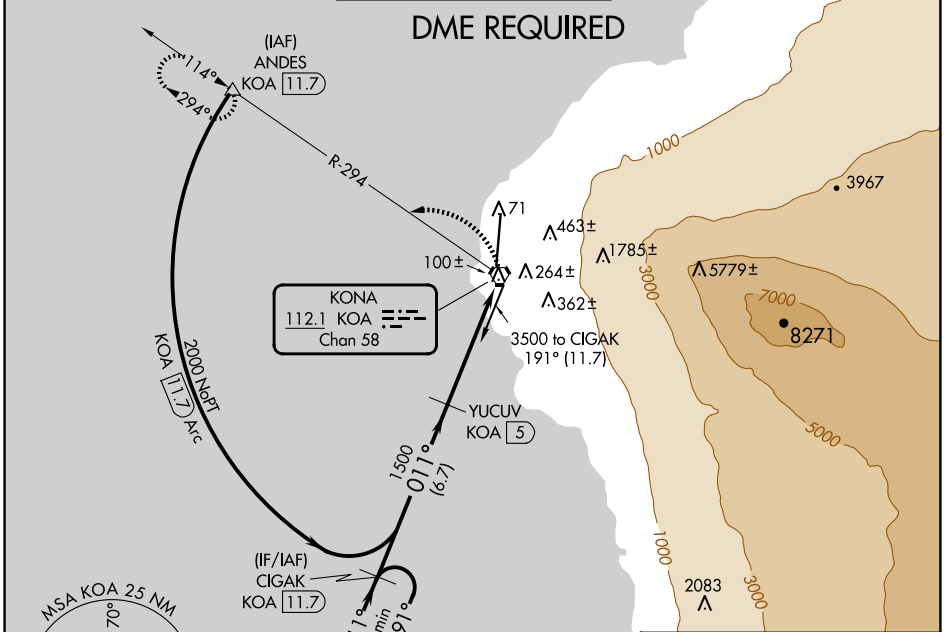 DME REQUIRED
(IAF)
ANDES
KOA 11.7
114°
294°
R-294
1000
3967
71
463±
1785±
100±
264±
3000
5779±
362±
7000
8271
KONA
112.1 KOA
Chan 58
3500 to CIGAK
191° (11.7)
2000 NoPT
KOA 11.7 Arc
YUCUV
KOA 5
5000
1500
011°
(6.7)
(IF/IAF)
CIGAK
KOA 11.7
1000
3000
2083
MSA KOA 25 NM
min